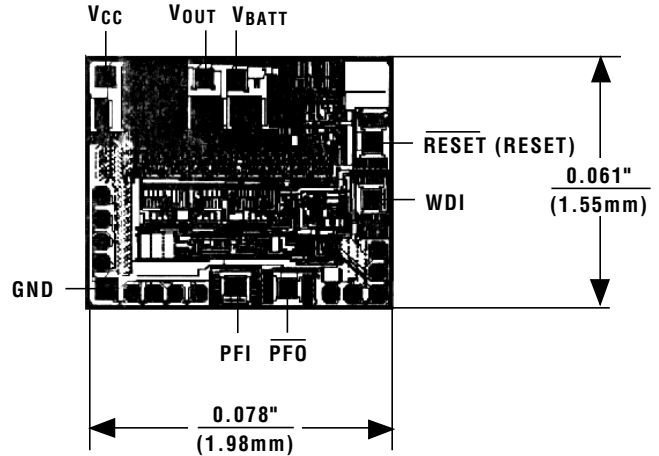 VCC
VOUT
VBATT
RESET (RESET)
0.061"
(1.55mm)
WDI
GND
PFI
PFO
0.078"
(1.98mm)